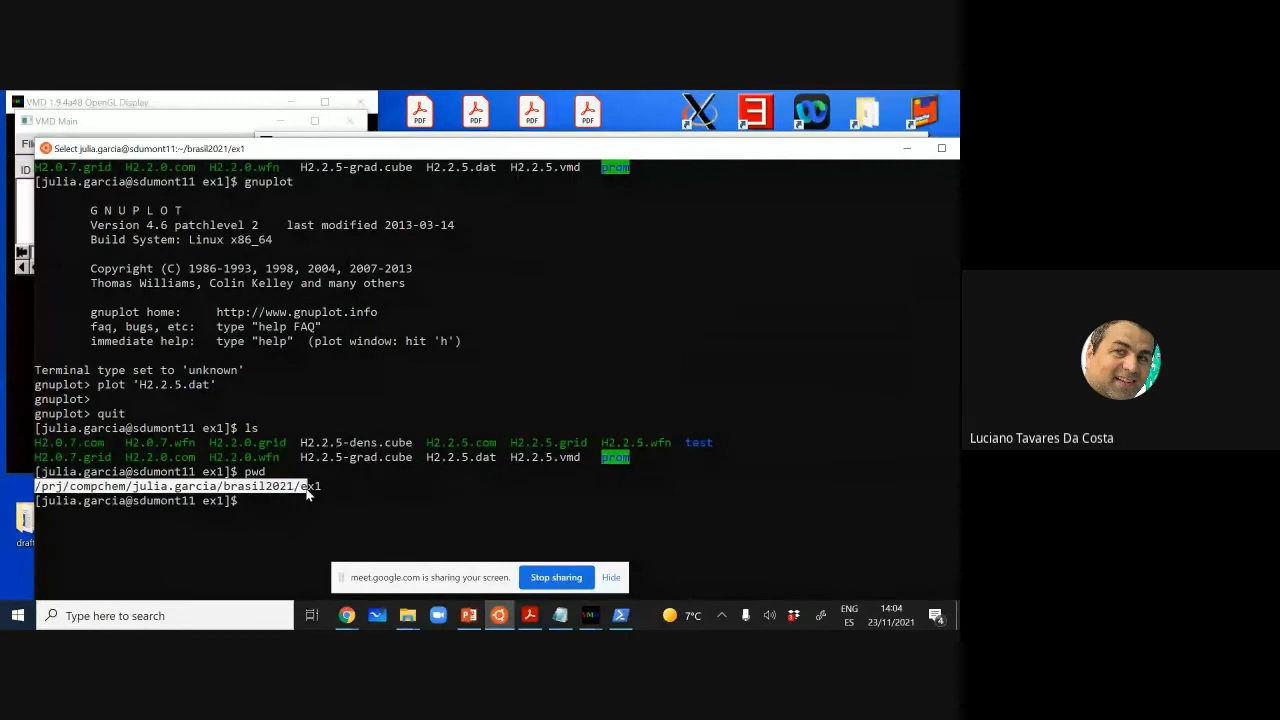 VMD 1.9.4a48 OpenGL Display
VMD Main
PDF PDF PDF PDF
Select julia.garcia@sdumont11:~/brasil2021/ex1
ID
H2.0.7.grid H2.2.0.com H2.2.0.wfn H2.2.5-grad.cube H2.2.5.dat H2.2.5.vmd prom
[julia.garcia@sdumont11 ex1]$ gnuplot
G N U P L O T
Version 4.6 patchlevel 2 last modified 2013-03-14
Build System: Linux x86_64
Copyright (C) 1986-1993, 1998, 2004, 2007-2013
Thomas Williams, Colin Kelley and many others
gnuplot home: http://www.gnuplot.info
faq, bugs, etc: type "help FAQ"
immediate help: type "help" (plot window: hit 'h')
Terminal type set to 'unknown'
gnuplot> plot 'H2.2.5.dat'
gnuplot>
gnuplot> quit
[julia.garcia@sdumont11 ex1]$ ls
H2.0.7.com H2.0.7.wfn H2.2.0.grid H2.2.5-dens.cube H2.2.5.com H2.2.5.grid H2.2.5.wfn test
H2.0.7.grid H2.2.0.com H2.2.0.wfn H2.2.5-grad.cube H2.2.5.dat H2.2.5.vmd prom
[julia.garcia@sdumont11 ex1]$ pwd
/prj/compchem/julia.garcia/brasil2021/ex1
[julia.garcia@sdumont11 ex1]$
draft
meet.google.com is sharing your screen. Stop sharing Hide
Type here to search
7°C
ENG
ES
14:04
23/11/2021
4
Luciano Tavares Da Costa